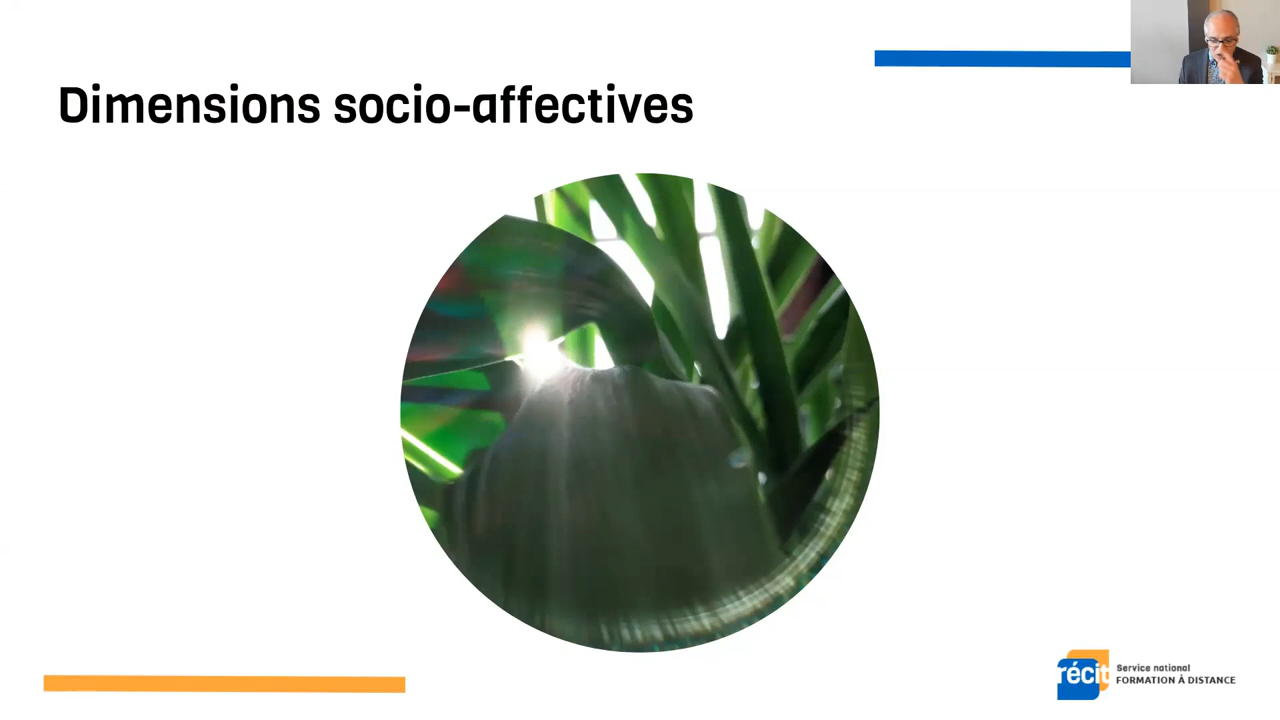 Dimensions socio-affectives
récit
Service national
FORMATION À DISTANCE